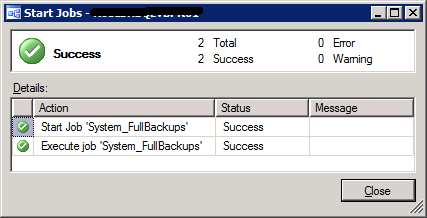 Start Jobs -
Success
2 Total 0 Error
2 Success 0 Warning
Details:
Action Status Message
Start Job 'System_FullBackups' Success
Execute job 'System_FullBackups' Success
Close